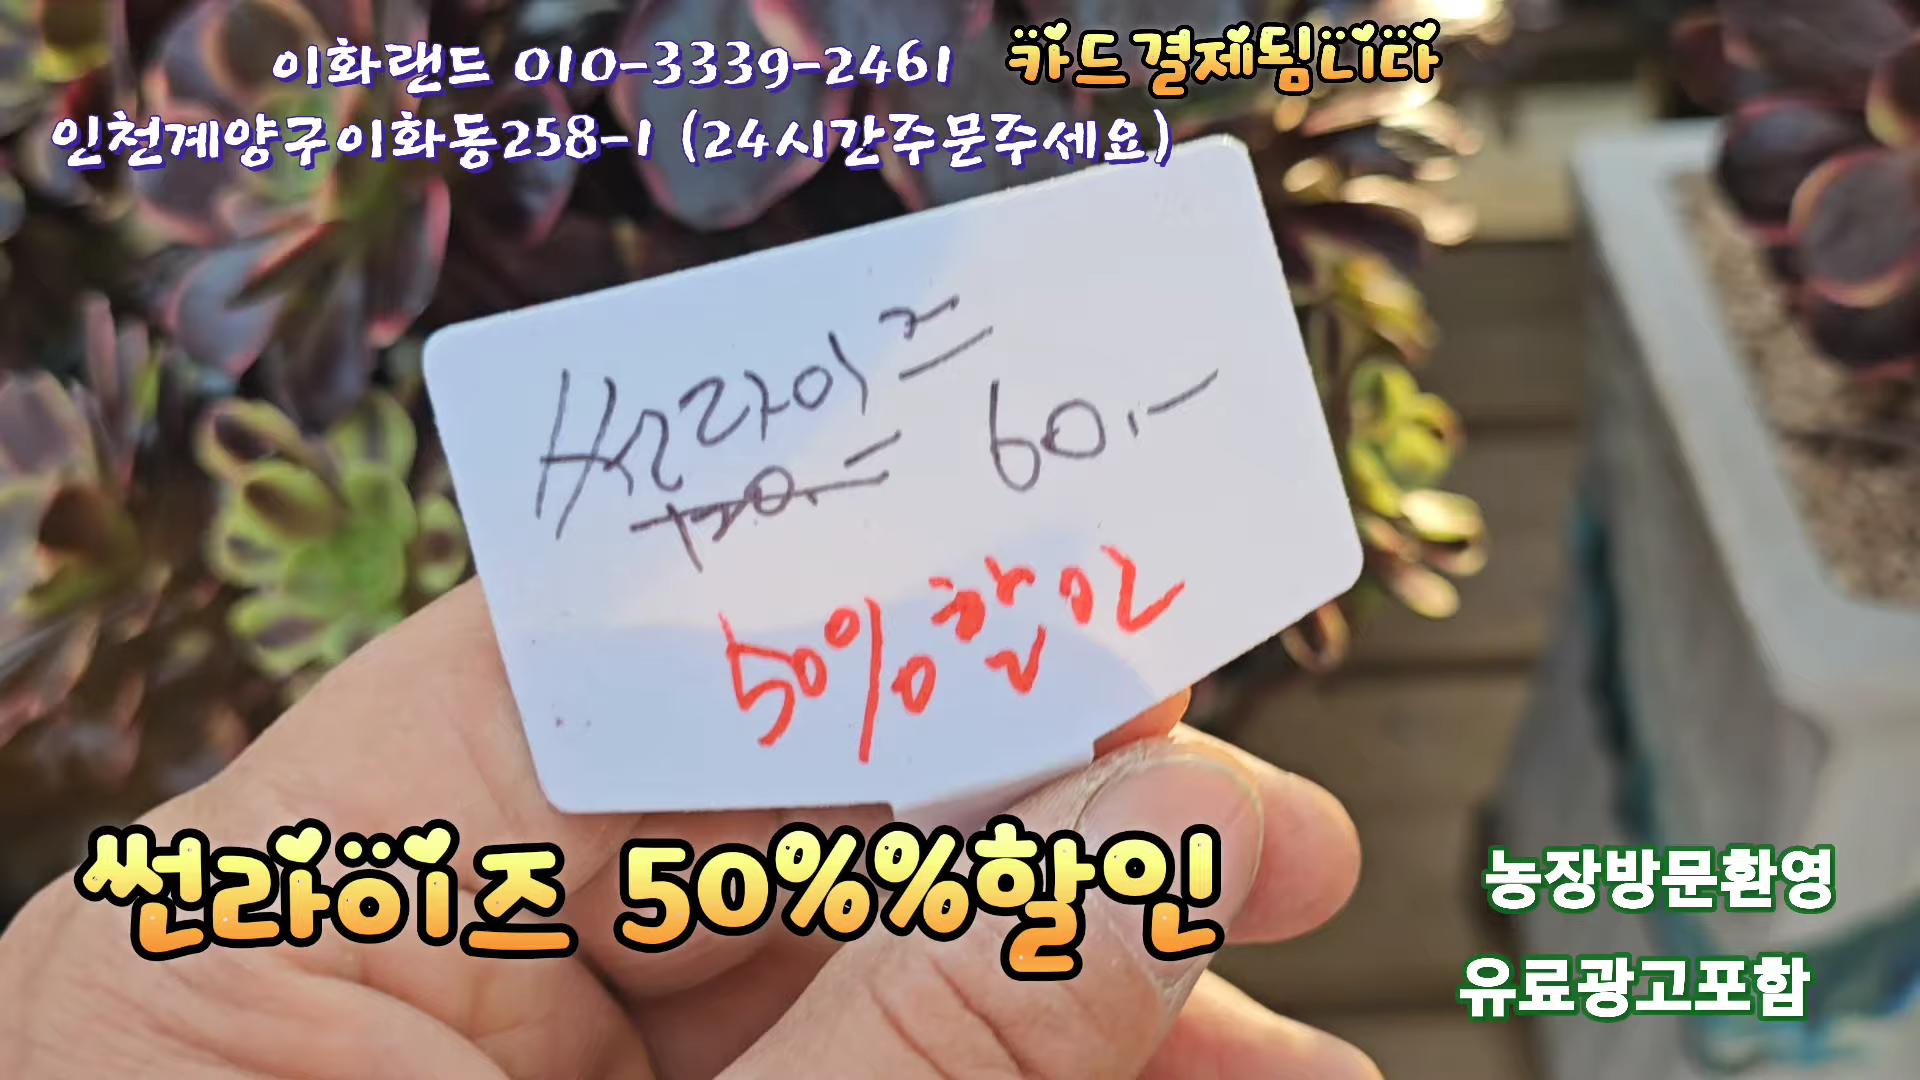 이화랜드 010-3339-2461 카드결제됩니다
인천계양구이화동258-1 (24시간주문주세요)
썬라이즈
120.- 60.-
50%할인
썬라이즈 50%%할인
농장방문환영
유료광고포함